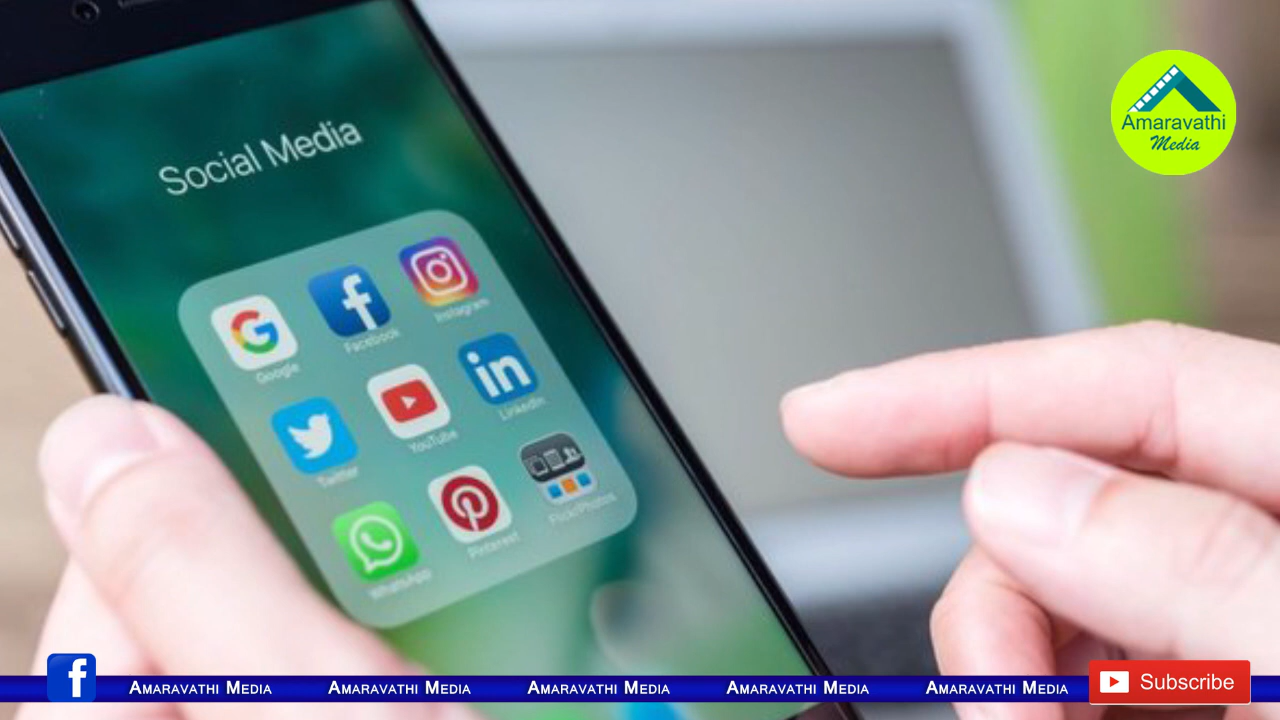 Social Media
Google
Facebook
Instagram
Twitter
YouTube
LinkedIn
WhatsApp
Pinterest
Amaravathi
Media
Amaravathi Media Amaravathi Media Amaravathi Media Amaravathi Media Amaravathi Media
Subscribe